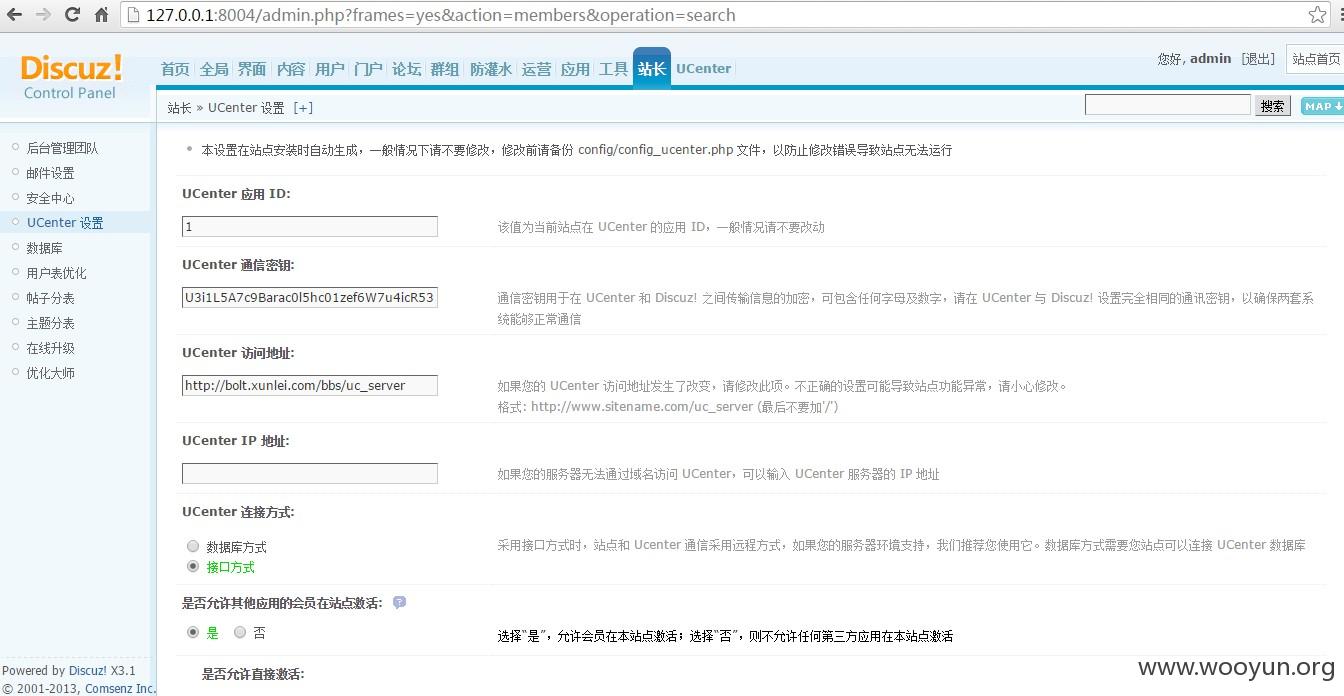 127.0.0.1:8004/admin.php?frames=yes&action=members&operation=search
Discuz!
Control Panel
首页 全局 界面 内容 用户 门户 论坛 群组 防灌水 运营 应用 工具 站长 UCenter
您好, admin [退出] 站点首页
站长 » UCenter 设置 [+]
搜索 MAP
后台管理团队
邮件设置
安全中心
UCenter 设置
数据库
用户表优化
帖子分表
主题分表
在线升级
优化大师
本设置在站点安装时自动生成，一般情况下请不要修改，修改前请备份 config/config_ucenter.php 文件，以防止修改错误导致站点无法运行
UCenter 应用 ID:
1
该值为当前站点在 UCenter 的应用 ID，一般情况请不要改动
UCenter 通信密钥:
U3i1L5A7c9Barac0l5hc01zef6W7u4icR53
通信密钥用于在 UCenter 和 Discuz! 之间传输信息的加密，可包含任何字母及数字，请在 UCenter 与 Discuz! 设置完全相同的通讯密钥，以确保两套系
统能够正常通信
UCenter 访问地址:
http://bolt.xunlei.com/bbs/uc_server
如果您的 UCenter 访问地址发生了改变，请修改此项。不正确的设置可能导致站点功能异常，请小心修改。
格式: http://www.sitename.com/uc_server (最后不要加'/')
UCenter IP 地址:
如果您的服务器无法通过域名访问 UCenter，可以输入 UCenter 服务器的 IP 地址
UCenter 连接方式:
数据库方式
接口方式
采用接口方式时，站点和 Ucenter 通信采用远程方式，如果您的服务器环境支持，我们推荐您使用它。数据库方式需要您站点可以连接 UCenter 数据库
是否允许其他应用的会员在站点激活:
是 否
选择“是”，允许会员在本站点激活；选择“否”，则不允许任何第三方应用在本站点激活
是否允许直接激活:
Powered by Discuz! X3.1
© 2001-2013, Comsenz Inc.
www.wooyun.org